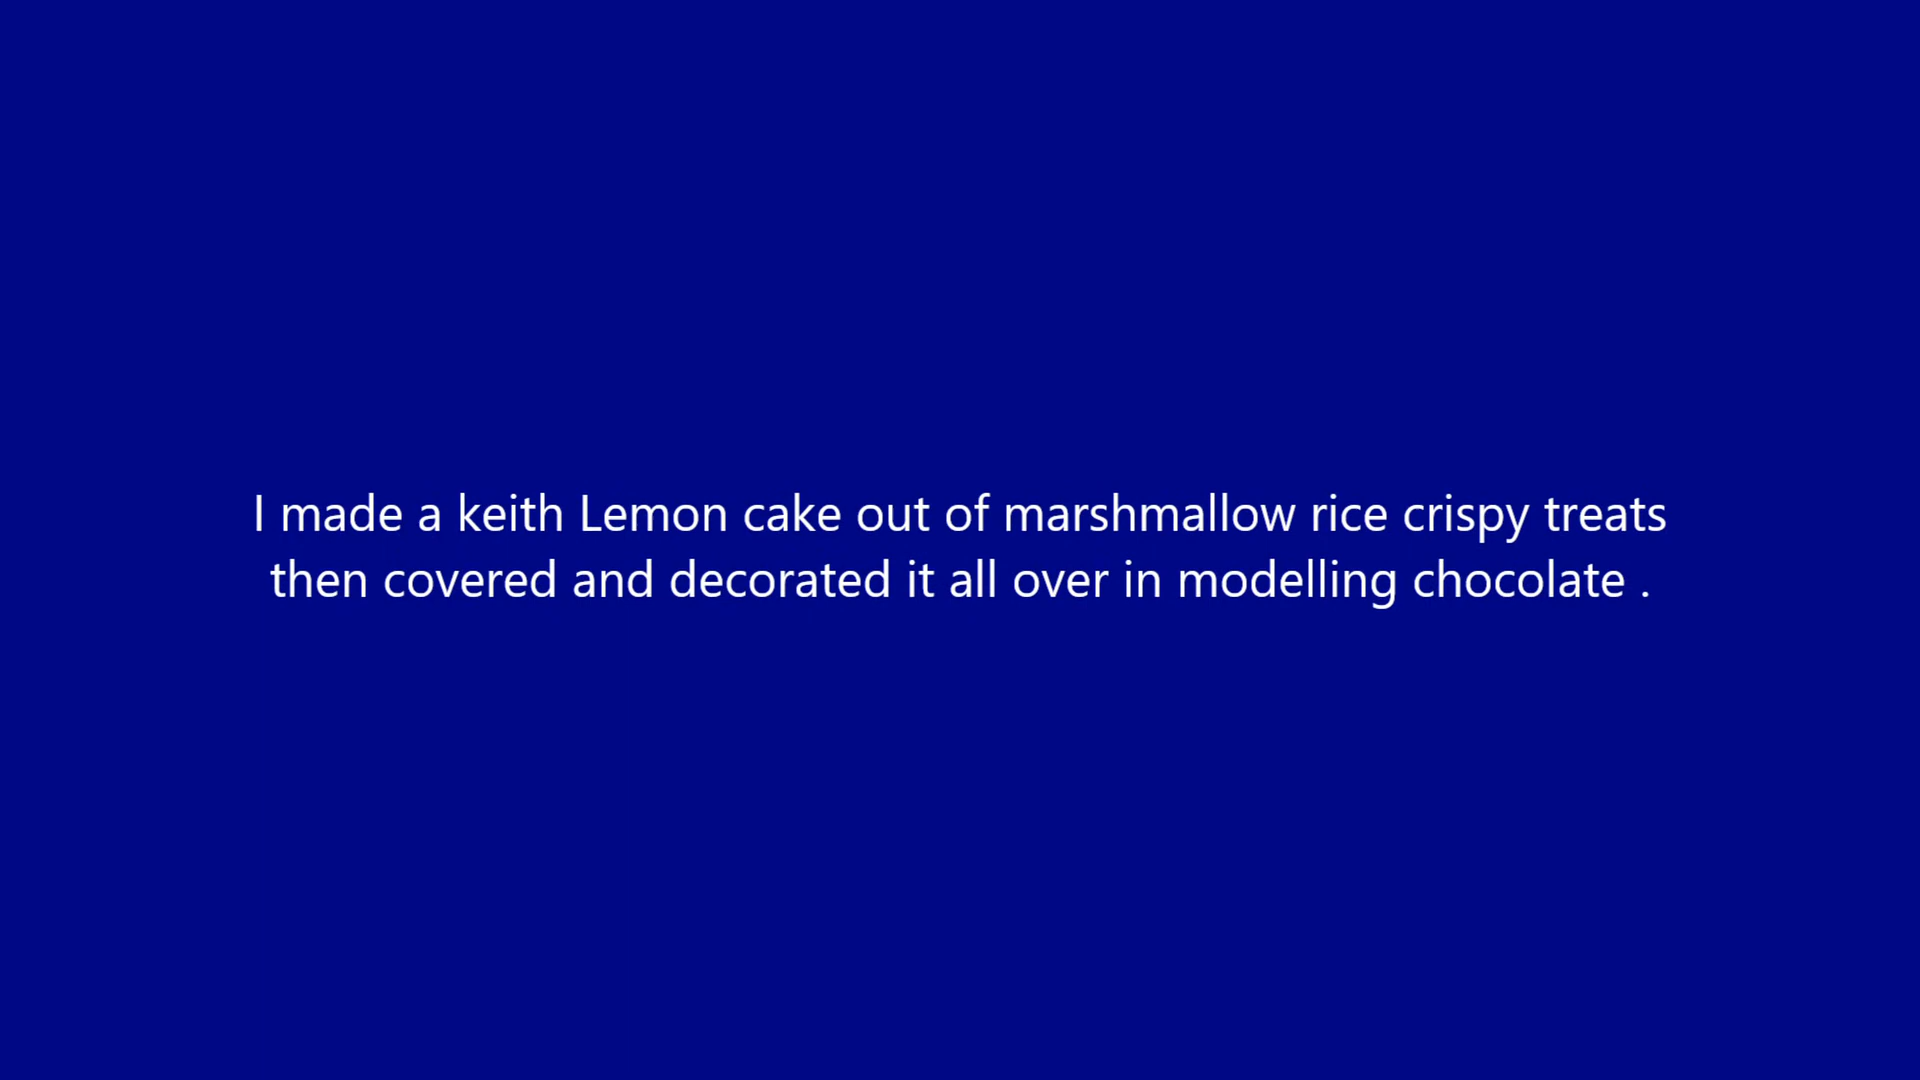 I made a keith Lemon cake out of marshmallow rice crispy treats
then covered and decorated it all over in modelling chocolate .